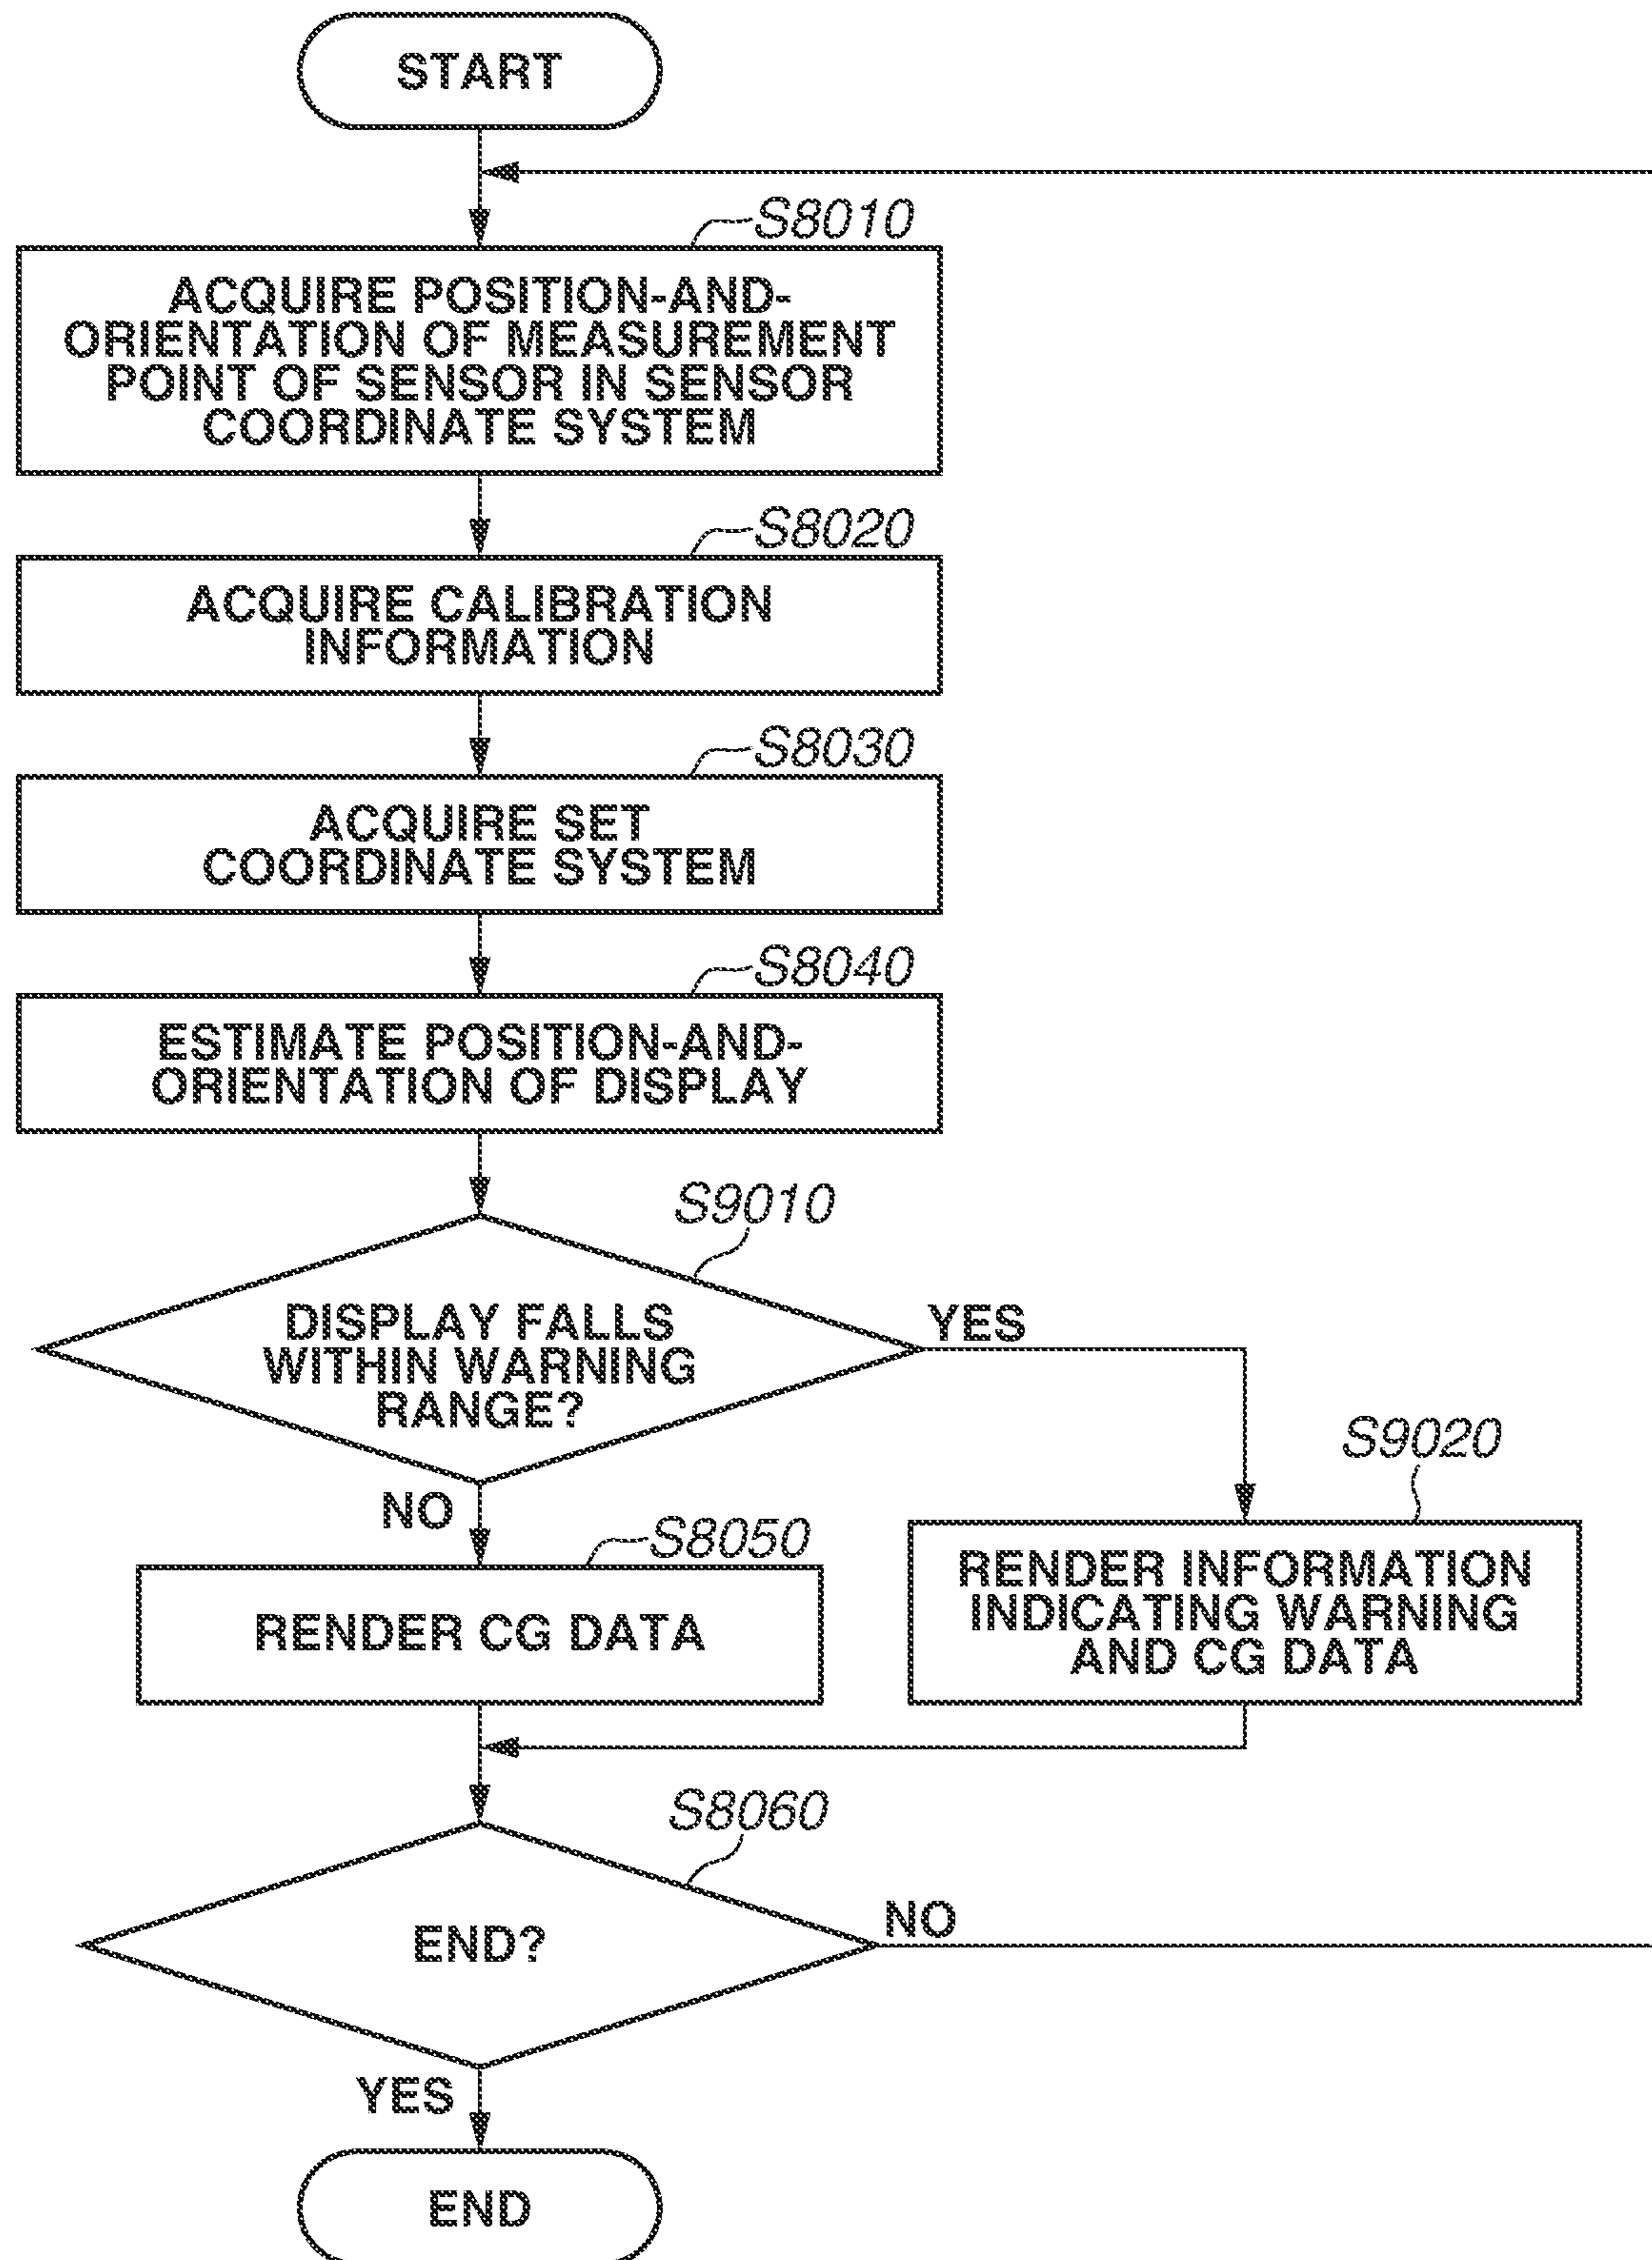 START
S8010
ACQUIRE POSITION-AND-
ORIENTATION OF MEASUREMENT
POINT OF SENSOR IN SENSOR
COORDINATE SYSTEM
S8020
ACQUIRE CALIBRATION
INFORMATION
S8030
ACQUIRE SET
COORDINATE SYSTEM
S8040
ESTIMATE POSITION-AND-
ORIENTATION OF DISPLAY
S9010
DISPLAY FALLS
WITHIN WARNING
RANGE?
YES
NO
S9020
RENDER INFORMATION
INDICATING WARNING
AND CG DATA
S8050
RENDER CG DATA
S8060
END?
NO
YES
END